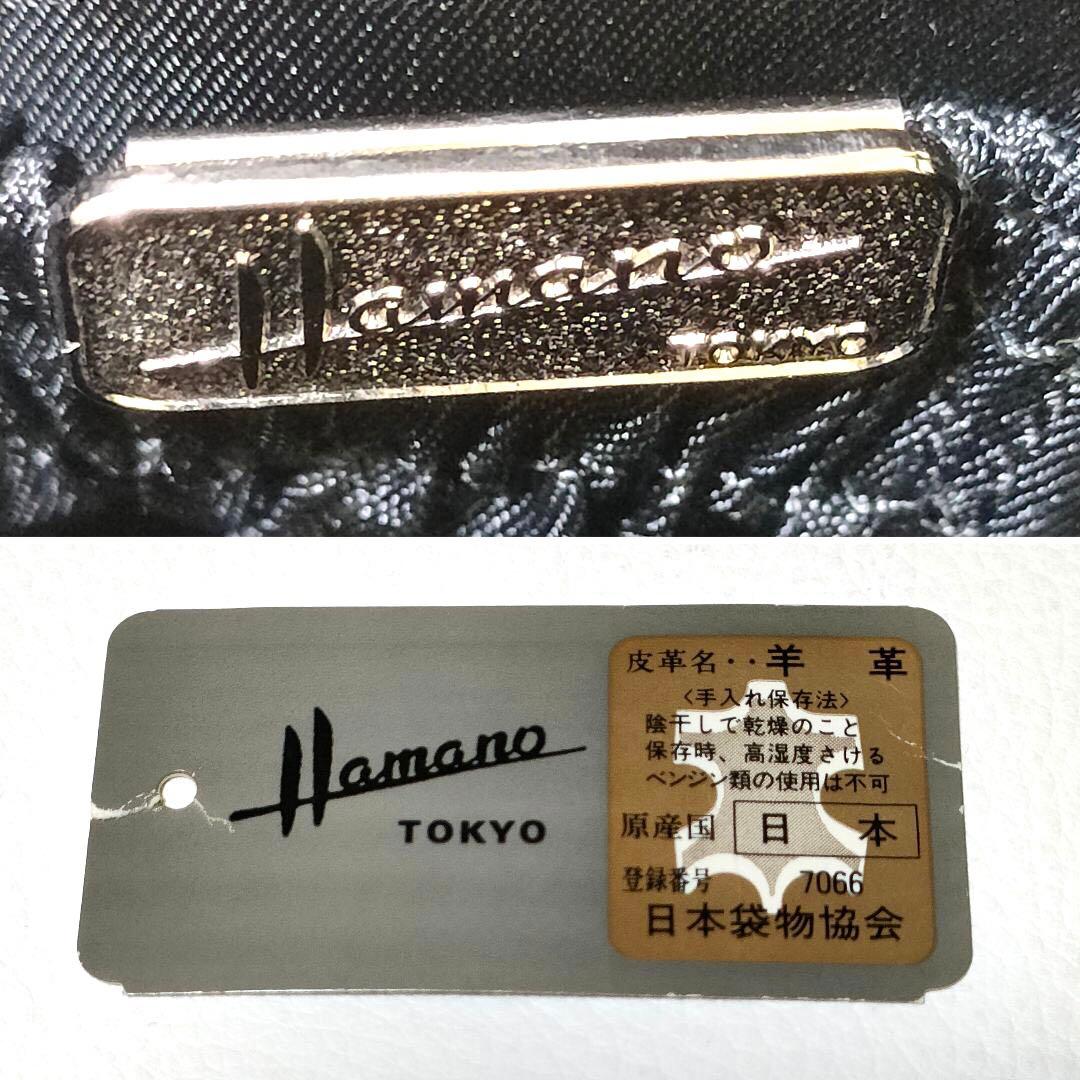 Hamano
Tokyo
Hamano
TOKYO
皮革名・・羊 革
〈手入れ保存法〉
陰干しで乾燥のこと
保存時、高湿度さける
ベンジン類の使用は不可
原産国 日 本
登録番号 7066
日本袋物協会